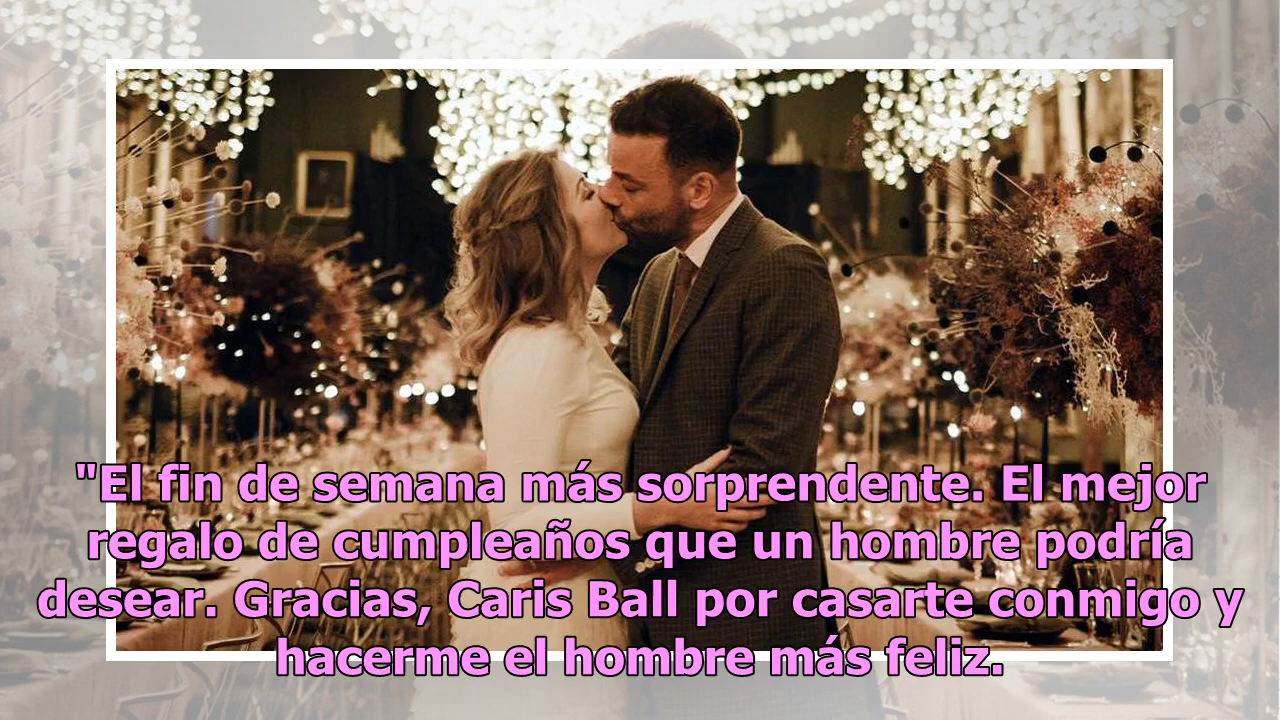 "El fin de semana más sorprendente. El mejor
regalo de cumpleaños que un hombre podría
desear. Gracias, Caris Ball por casarte conmigo y
hacerme el hombre más feliz.